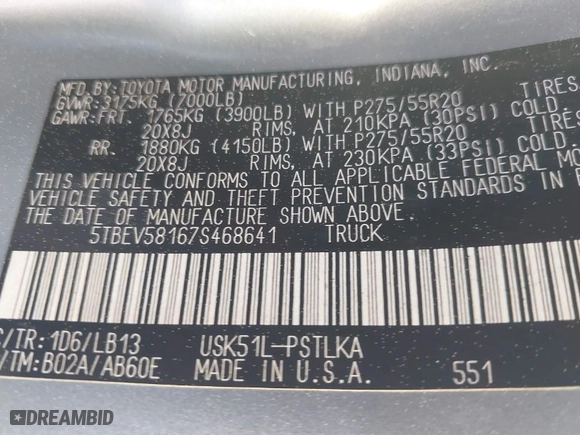 MFD. BY: TOYOTA MOTOR MANUFACTURING, INDIANA, INC.
GVWR: 3175KG (7000LB)
GAWR: FRT. 1765KG (3900LB) WITH P275/55R20 TIRES
20X8J RIMS, AT 210KPA (30PSI) COLD.
RR. 1880KG (4150LB) WITH P275/55R20 TIRES
20X8J RIMS, AT 230KPA (33PSI) COLD.
THIS VEHICLE CONFORMS TO ALL APPLICABLE FEDERAL MO
VEHICLE SAFETY AND THEFT PREVENTION STANDARDS IN
THE DATE OF MANUFACTURE SHOWN ABOVE.
5TBEV58167S468641 TRUCK
C/TR: 1D6/LB13 USK51L-PSTLKA
/TM: B02A/AB60E MADE IN U.S.A. 551
DREAMBID